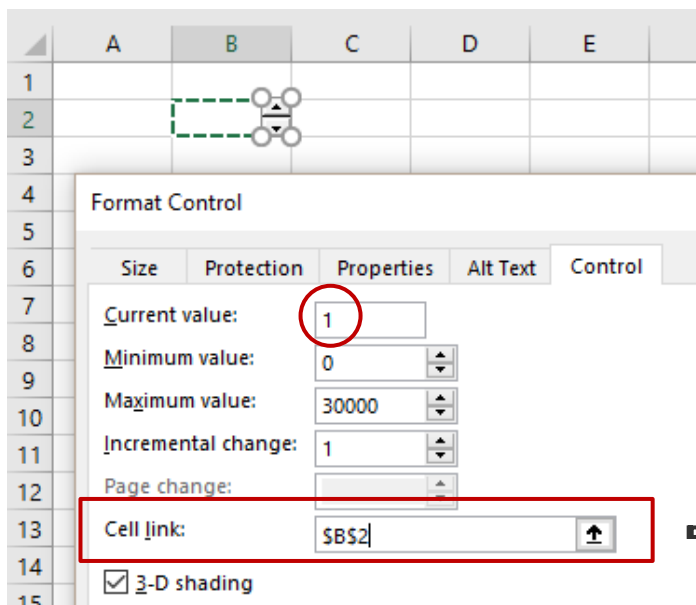 A B C D E
1
2
3
4
Format Control
5
6 Size Protection Properties Alt Text Control
7 Current value: 1
8
Minimum value: 0
9
Maximum value: 30000
10
11 Incremental change: 1
12 Page change:
13 Cell link: $B$2
14
3-D shading
15